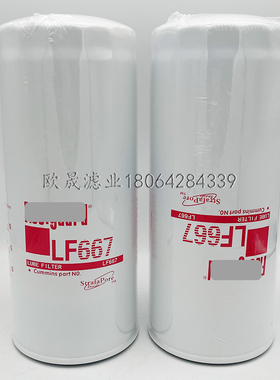 LF667
LUBE FILTER
LF667
Cummins part NO.
StrataPore
StrataPore
Cummins part NO.
LF667
LUBE FILTER
LF667
欧晟滤业18064284339